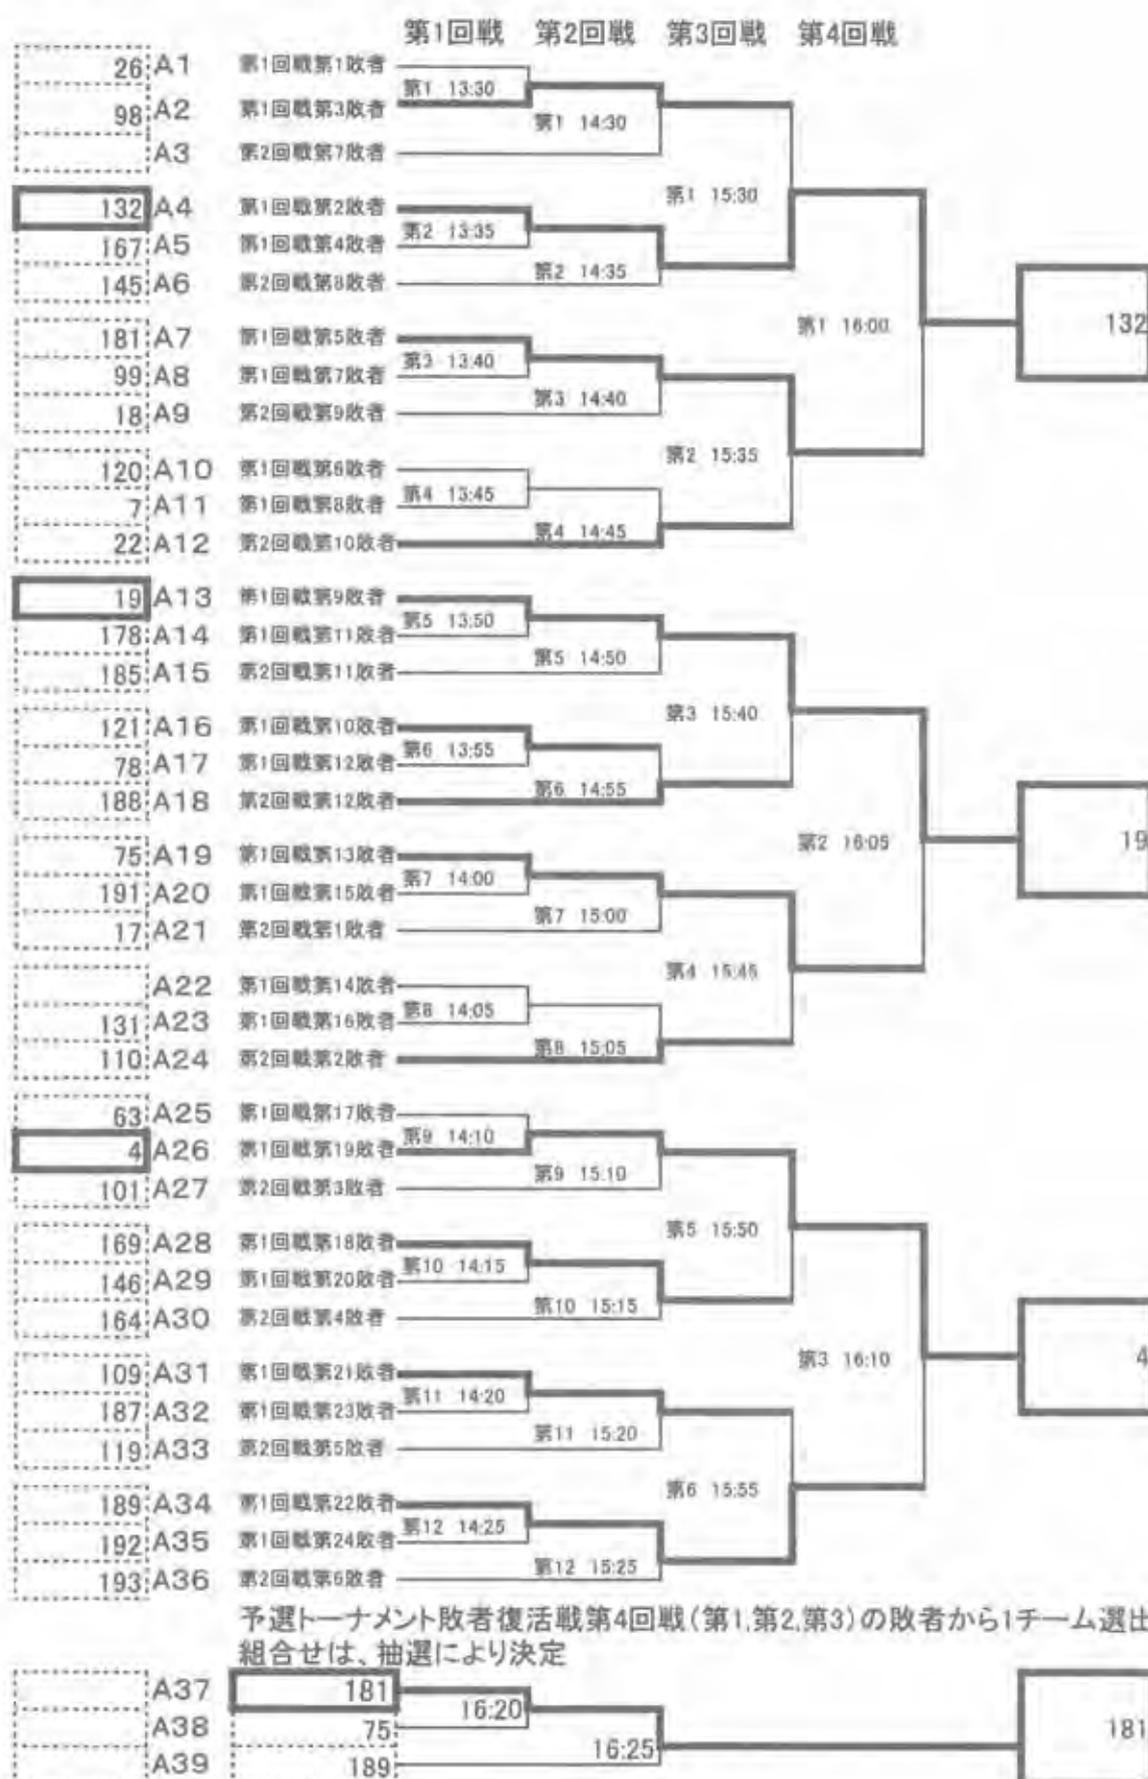 第1回戦 第2回戦 第3回戦 第4回戦
26 A1 第1回戦第1敗者
第1 13:30
98 A2 第1回戦第3敗者
第1 14:30
A3 第2回戦第7敗者
第1 15:30
132 A4 第1回戦第2敗者
第2 13:35
167 A5 第1回戦第4敗者
第2 14:35
145 A6 第2回戦第8敗者
第1 16:00
132
181 A7 第1回戦第5敗者
第3 13:40
99 A8 第1回戦第7敗者
第3 14:40
18 A9 第2回戦第9敗者
第2 15:35
120 A10 第1回戦第6敗者
第4 13:45
7 A11 第1回戦第8敗者
第4 14:45
22 A12 第2回戦第10敗者
19 A13 第1回戦第9敗者
第5 13:50
178 A14 第1回戦第11敗者
第5 14:50
185 A15 第2回戦第11敗者
第3 15:40
121 A16 第1回戦第10敗者
第6 13:55
78 A17 第1回戦第12敗者
第6 14:55
188 A18 第2回戦第12敗者
第2 16:05
19
75 A19 第1回戦第13敗者
第7 14:00
191 A20 第1回戦第15敗者
第7 15:00
17 A21 第2回戦第1敗者
第4 15:45
A22 第1回戦第14敗者
第8 14:05
131 A23 第1回戦第16敗者
第8 15:05
110 A24 第2回戦第2敗者
63 A25 第1回戦第17敗者
第9 14:10
4 A26 第1回戦第19敗者
第9 15:10
101 A27 第2回戦第3敗者
第5 15:50
169 A28 第1回戦第18敗者
第10 14:15
146 A29 第1回戦第20敗者
第10 15:15
164 A30 第2回戦第4敗者
第3 16:10
4
109 A31 第1回戦第21敗者
第11 14:20
187 A32 第1回戦第23敗者
第11 15:20
119 A33 第2回戦第5敗者
第6 15:55
189 A34 第1回戦第22敗者
第12 14:25
192 A35 第1回戦第24敗者
第12 15:25
193 A36 第2回戦第6敗者
予選トーナメント敗者復活戦第4回戦(第1,第2,第3)の敗者から1チーム選出
組合せは、抽選により決定
A37 181
16:20
A38 75
16:25
181
A39 189